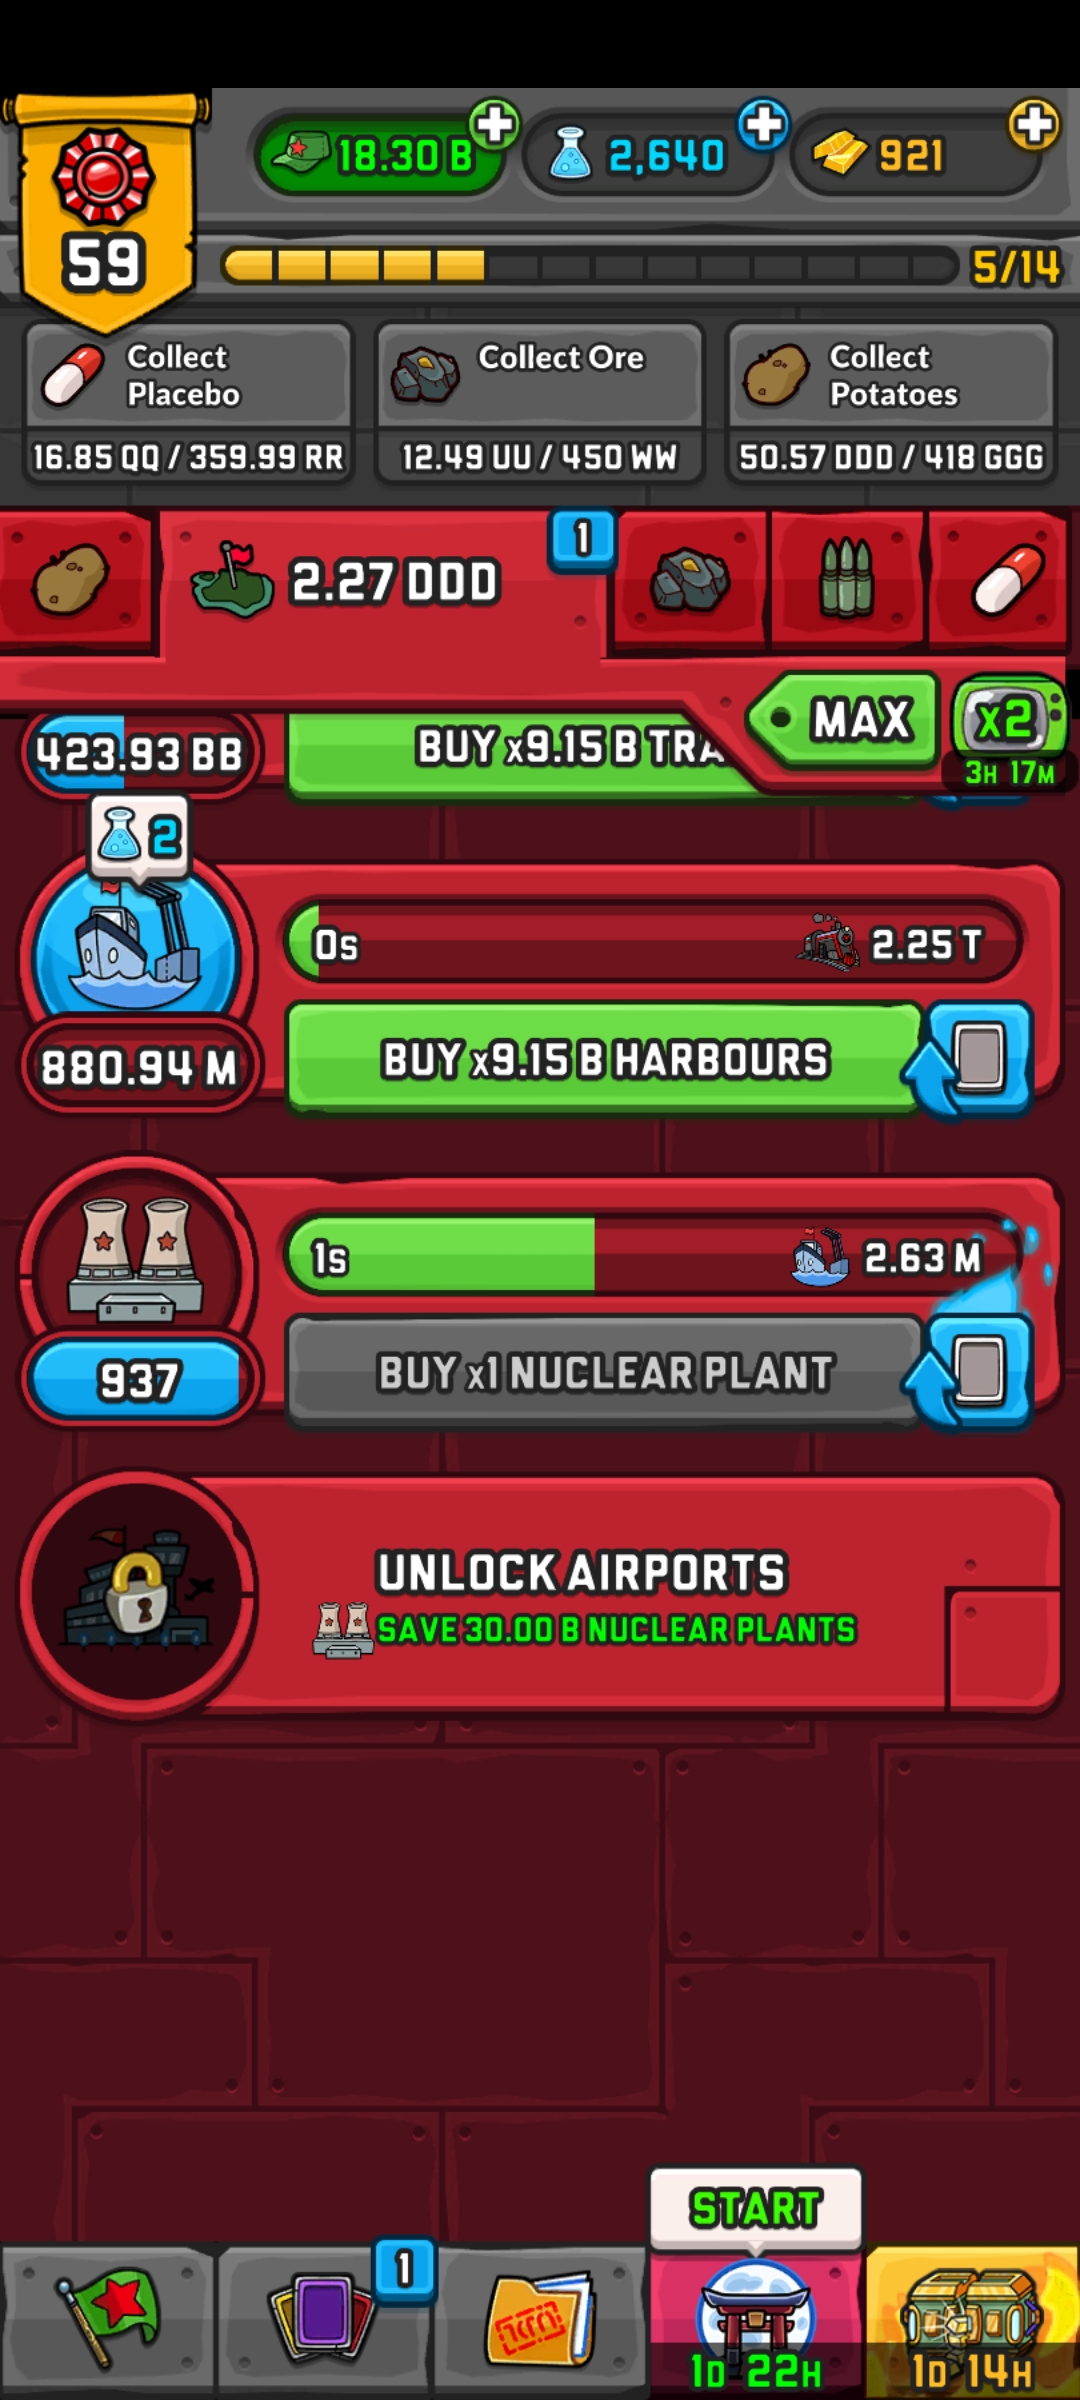 18.30 B
2,640
921
59
5/14
Collect
Placebo
16.85 QQ / 359.99 RR
Collect Ore
12.49 UU / 450 WW
Collect
Potatoes
50.57 DDD / 418 GGG
2.27 DDD
1
MAX
x2
3H 17M
423.93 BB
BUY x9.15 B TRA
2
0s
2.25 T
880.94 M
BUY x9.15 B HARBOURS
1s
2.63 M
937
BUY x1 NUCLEAR PLANT
UNLOCK AIRPORTS
SAVE 30.00 B NUCLEAR PLANTS
START
1
1D 22H
1D 14H